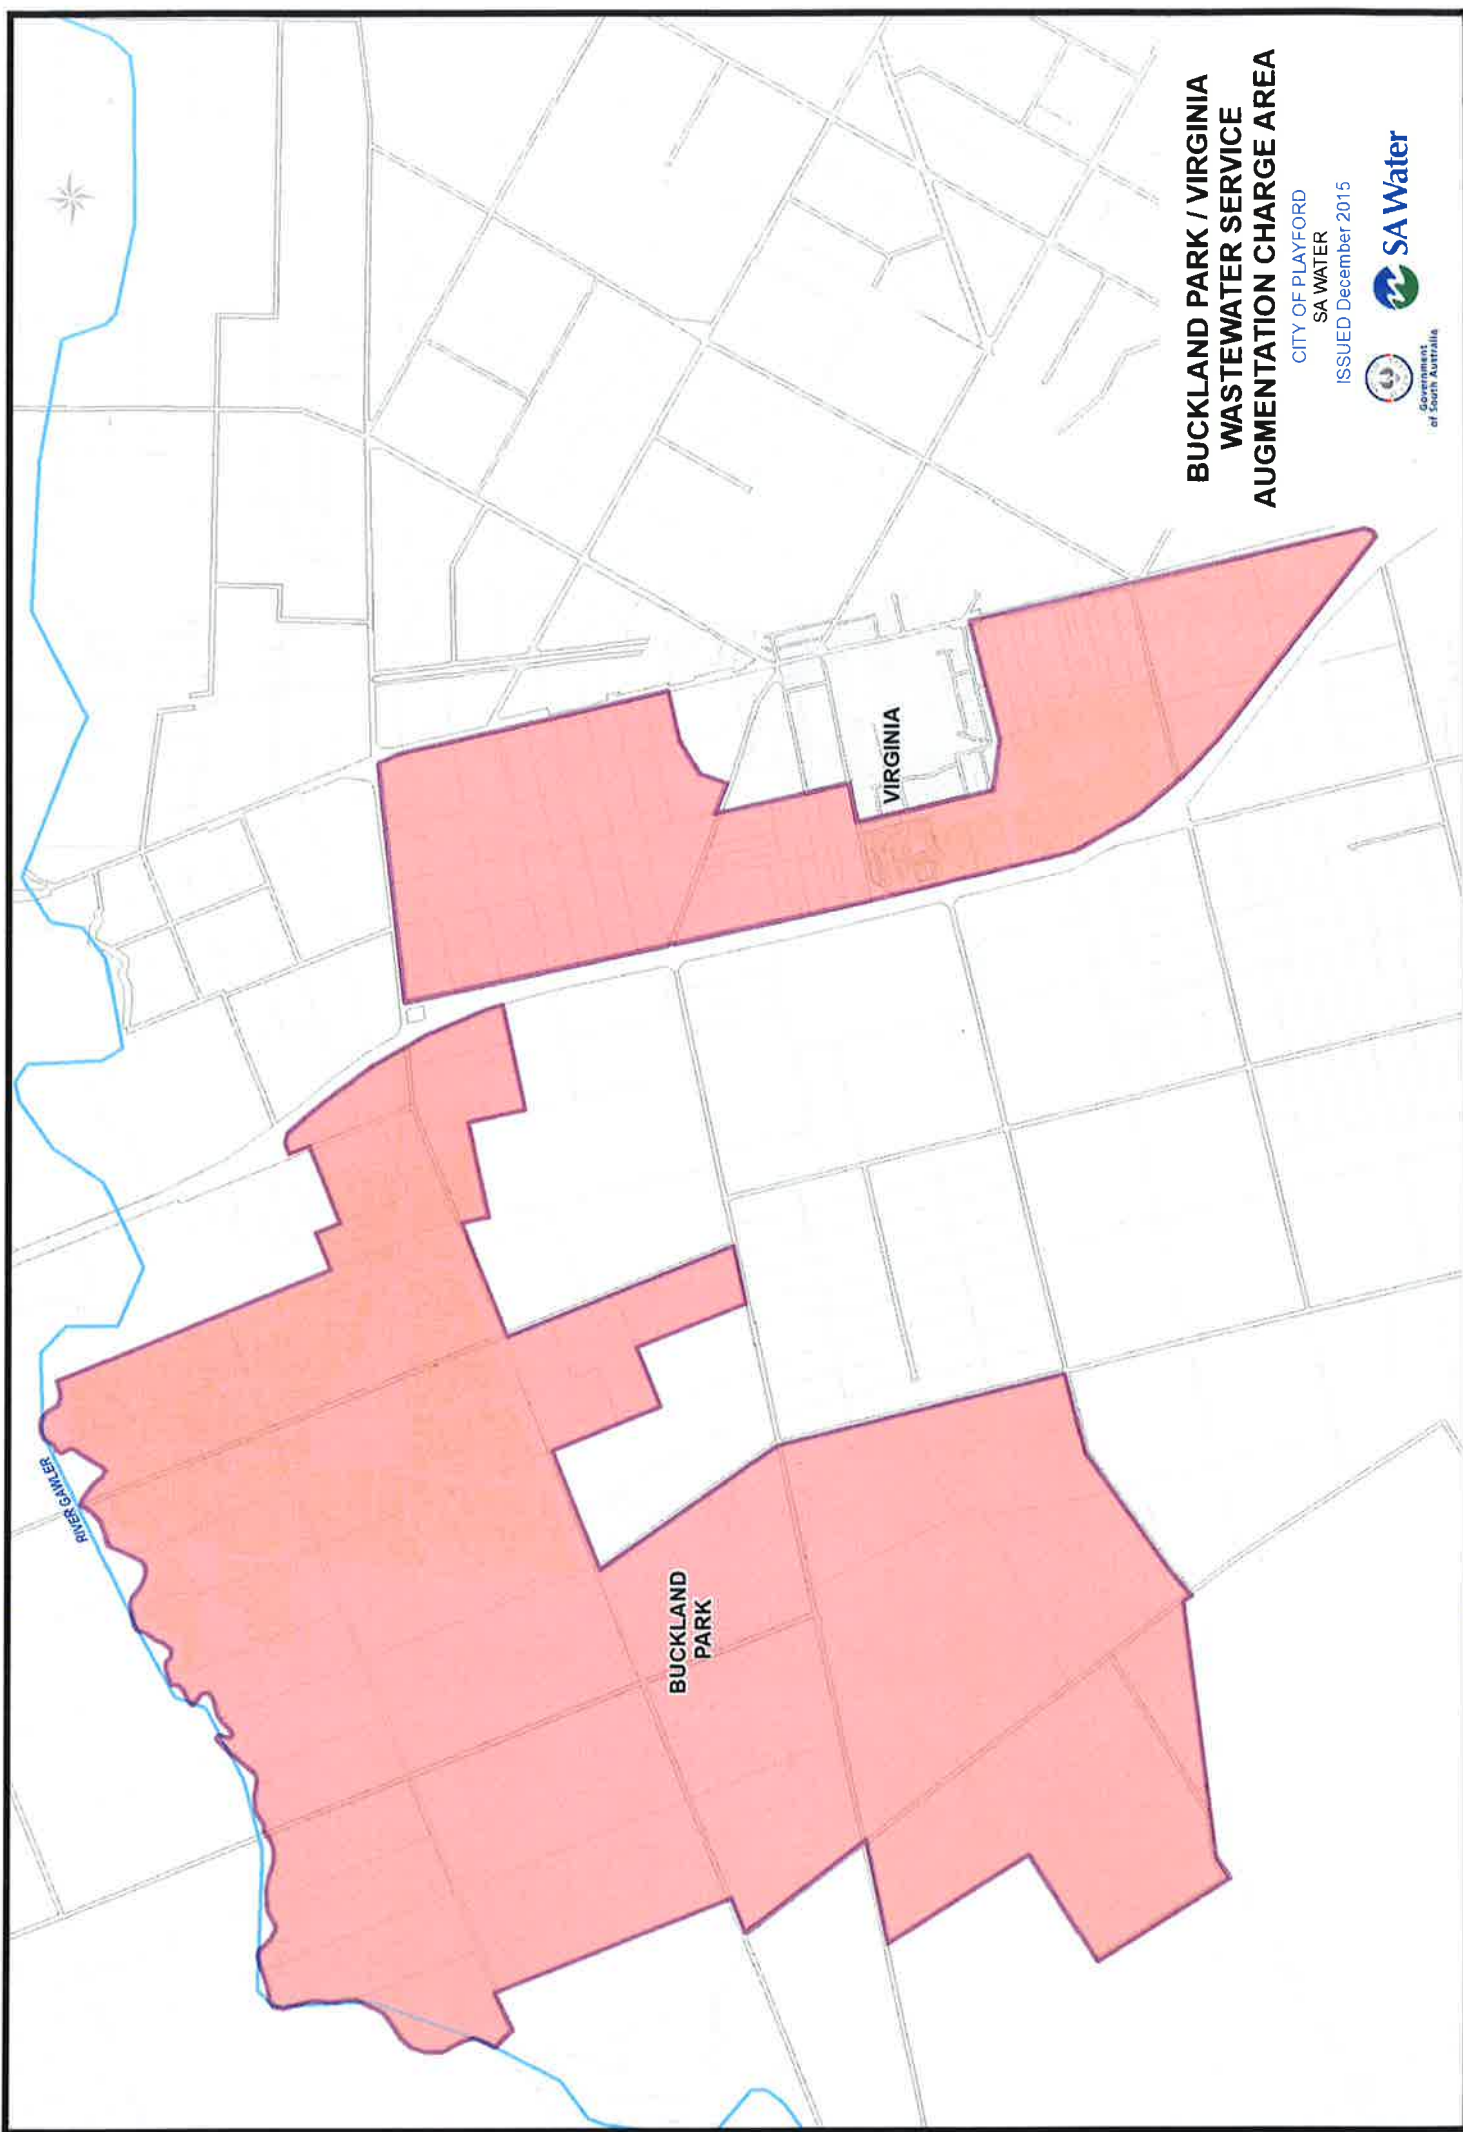 BUCKLAND PARK / VIRGINIA
WASTEWATER SERVICE
AUGMENTATION CHARGE AREA
CITY OF PLAYFORD
SA WATER
ISSUED December 2015
Government
of South Australia
SA Water
RIVER GAWLER
VIRGINIA
BUCKLAND
PARK